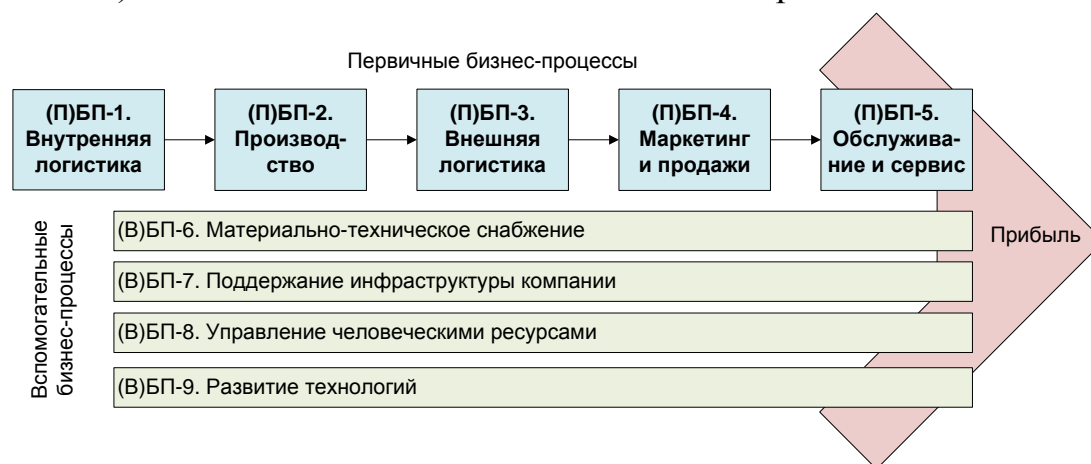 Первичные бизнес-процессы
(П)БП-1.
Внутренняя
логистика
(П)БП-2.
Производ-
ство
(П)БП-3.
Внешняя
логистика
(П)БП-4.
Маркетинг
и продажи
(П)БП-5.
Обслужива-
ние и сервис
Вспомогательные
бизнес-процессы
(В)БП-6. Материально-техническое снабжение
(В)БП-7. Поддержание инфраструктуры компании
(В)БП-8. Управление человеческими ресурсами
(В)БП-9. Развитие технологий
Прибыль